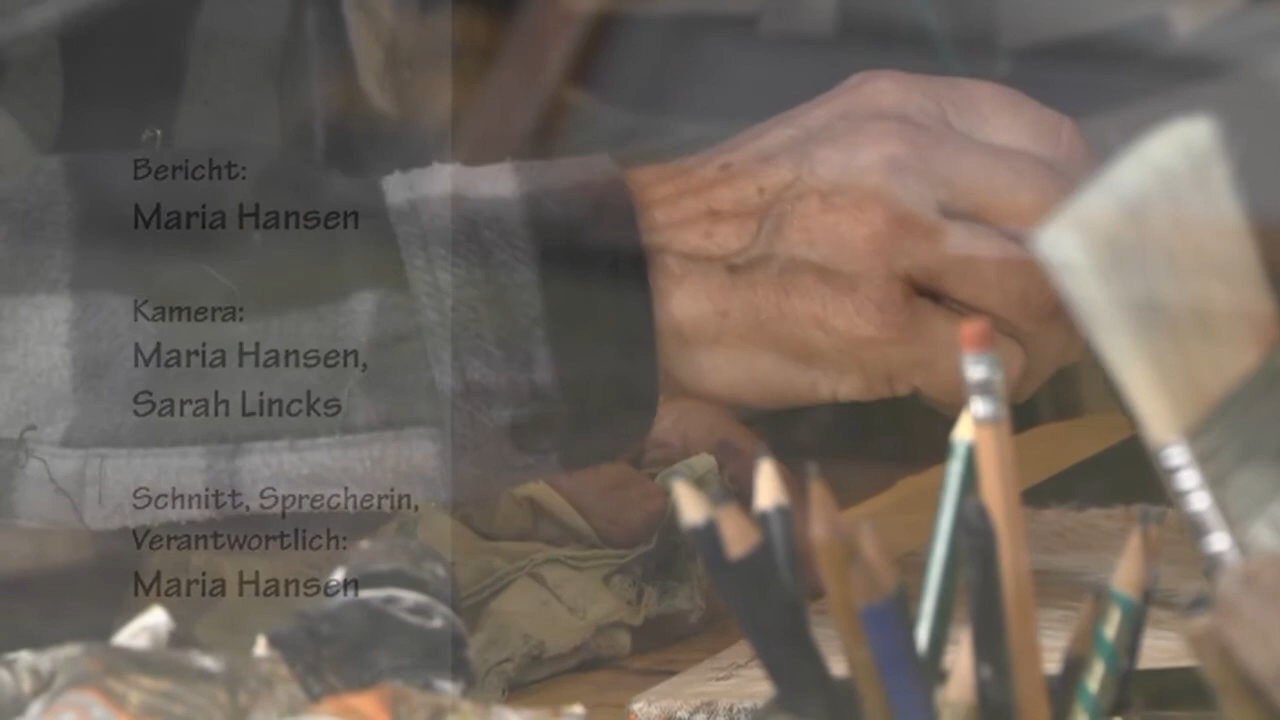 Bericht:
Maria Hansen
Kamera:
Maria Hansen,
Sarah Lincks
Schnitt, Sprecherin,
Verantwortlich:
Maria Hansen